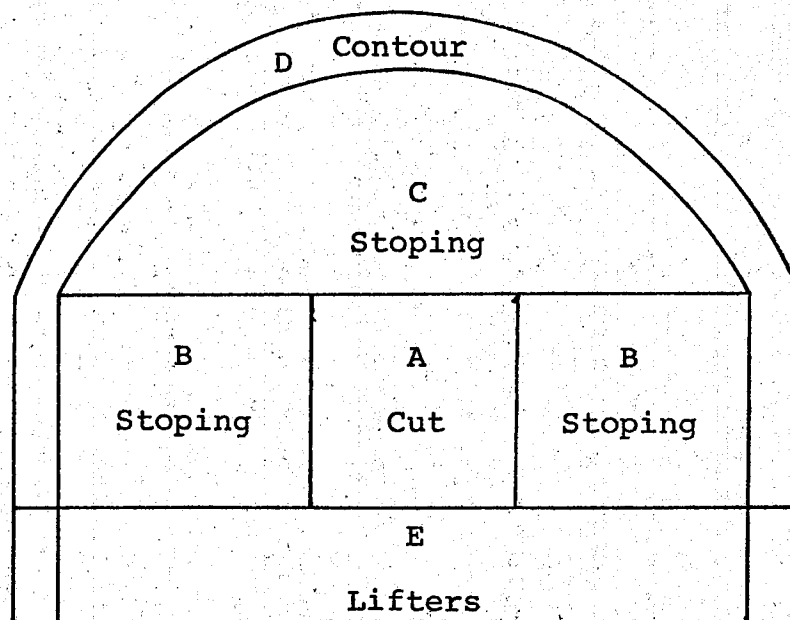 D Contour
C
Stoping
B A B
Stoping Cut Stoping
E
Lifters